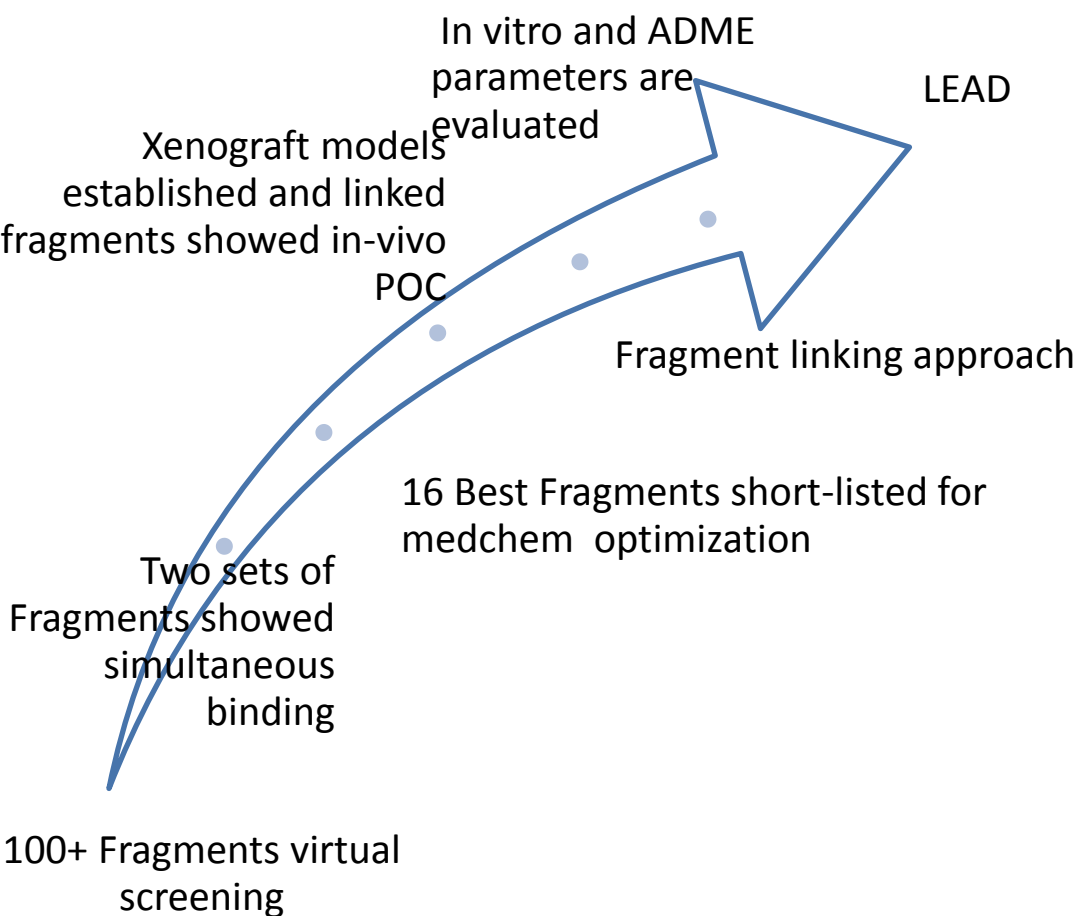 In vitro and ADME
parameters are
evaluated
LEAD
Xenograft models
established and linked
fragments showed in-vivo
POC
Fragment linking approach
16 Best Fragments short-listed for
medchem optimization
Two sets of
Fragments showed
simultaneous
binding
100+ Fragments virtual
screening